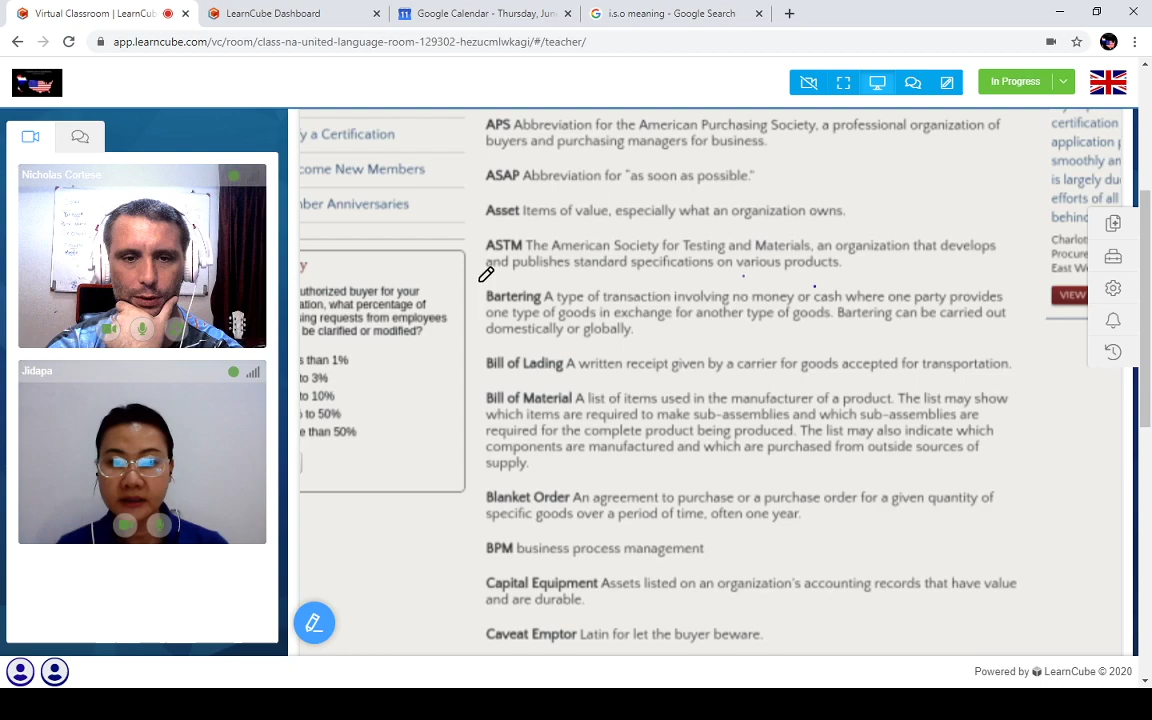 Virtual Classroom | LearnCub
LearnCube Dashboard
Google Calendar - Thursday, Jun
i.s.o meaning - Google Search
app.learncube.com/vc/room/class-na-united-language-room-129302-hezucmlwkagi/#/teacher/
In Progress
Nicholas Cortese
Jidapa
y a Certification
come New Members
ber Anniversaries
y
uthorized buyer for your
ation, what percentage of
ing requests from employees
be clarified or modified?
s than 1%
to 3%
to 10%
to 50%
e than 50%
APS Abbreviation for the American Purchasing Society, a professional organization of
buyers and purchasing managers for business.
ASAP Abbreviation for "as soon as possible."
Asset Items of value, especially what an organization owns.
ASTM The American Society for Testing and Materials, an organization that develops
and publishes standard specifications on various products.
Bartering A type of transaction involving no money or cash where one party provides
one type of goods in exchange for another type of goods. Bartering can be carried out
domestically or globally.
Bill of Lading A written receipt given by a carrier for goods accepted for transportation.
Bill of Material A list of items used in the manufacturer of a product. The list may show
which items are required to make sub-assemblies and which sub-assemblies are
required for the complete product being produced. The list may also indicate which
components are manufactured and which are purchased from outside sources of
supply.
Blanket Order An agreement to purchase or a purchase order for a given quantity of
specific goods over a period of time, often one year.
BPM business process management
Capital Equipment Assets listed on an organization's accounting records that have value
and are durable.
Caveat Emptor Latin for let the buyer beware.
certification
application
smoothly an
is largely du
efforts of all
behin
Charlot
Procure
East We
VIEW
Powered by LearnCube © 2020